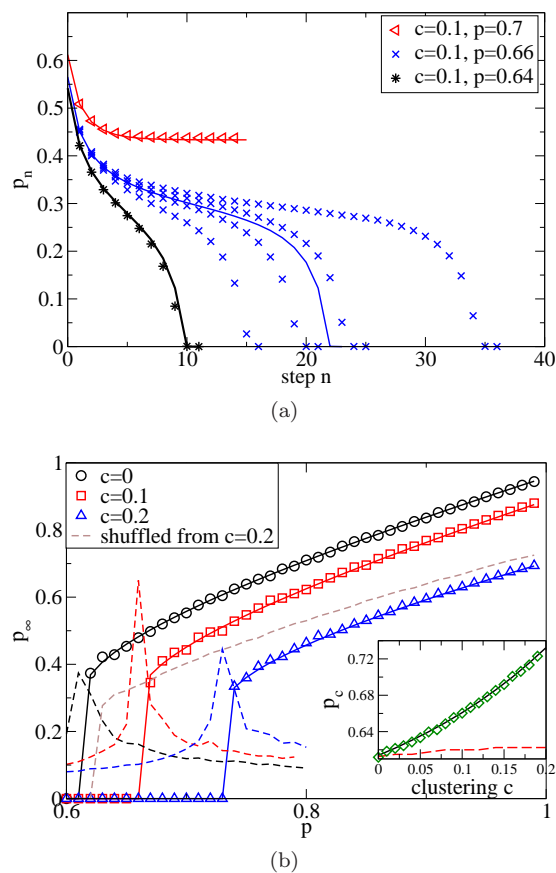 c=0.1, p=0.7
c=0.1, p=0.66
c=0.1, p=0.64
0.6
0.5
0.4
0.3
0.2
0.1
0
p_n
0 10 20 30 40
step n
(a)
1
0.8
0.6
0.4
0.2
0
p_∞
c=0
c=0.1
c=0.2
shuffled from c=0.2
0.72
0.68
0.64
p_c
0 0.05 0.1 0.15 0.2
clustering c
0.6 0.8 1
p
(b)